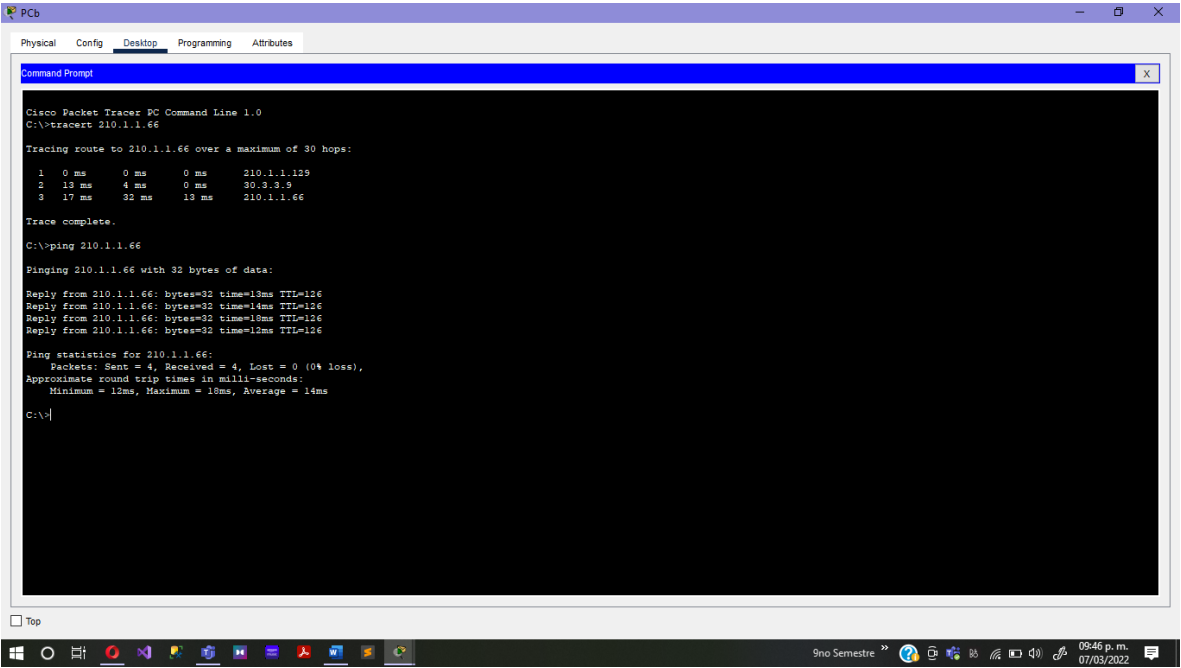 PCb
Physical Config Desktop Programming Attributes
Command Prompt
X
Cisco Packet Tracer PC Command Line 1.0
C:\>tracert 210.1.1.66
Tracing route to 210.1.1.66 over a maximum of 30 hops:
1 0 ms 0 ms 0 ms 210.1.1.129
2 13 ms 4 ms 0 ms 30.3.3.9
3 17 ms 32 ms 13 ms 210.1.1.66
Trace complete.
C:\>ping 210.1.1.66
Pinging 210.1.1.66 with 32 bytes of data:
Reply from 210.1.1.66: bytes=32 time=13ms TTL=126
Reply from 210.1.1.66: bytes=32 time=14ms TTL=126
Reply from 210.1.1.66: bytes=32 time=18ms TTL=126
Reply from 210.1.1.66: bytes=32 time=12ms TTL=126
Ping statistics for 210.1.1.66:
Packets: Sent = 4, Received = 4, Lost = 0 (0% loss),
Approximate round trip times in milli-seconds:
Minimum = 12ms, Maximum = 18ms, Average = 14ms
C:\>
Top
9no Semestre
09:46 p. m.
07/03/2022